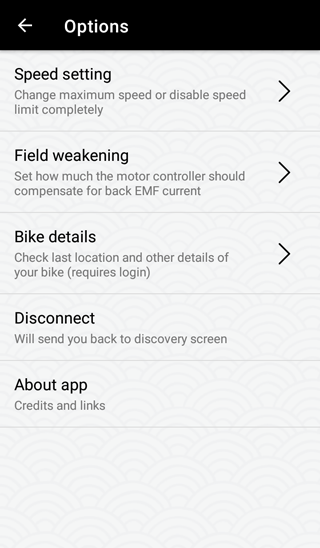 Options
Speed setting
Change maximum speed or disable speed
limit completely
Field weakening
Set how much the motor controller should
compensate for back EMF current
Bike details
Check last location and other details of
your bike (requires login)
Disconnect
Will send you back to discovery screen
About app
Credits and links